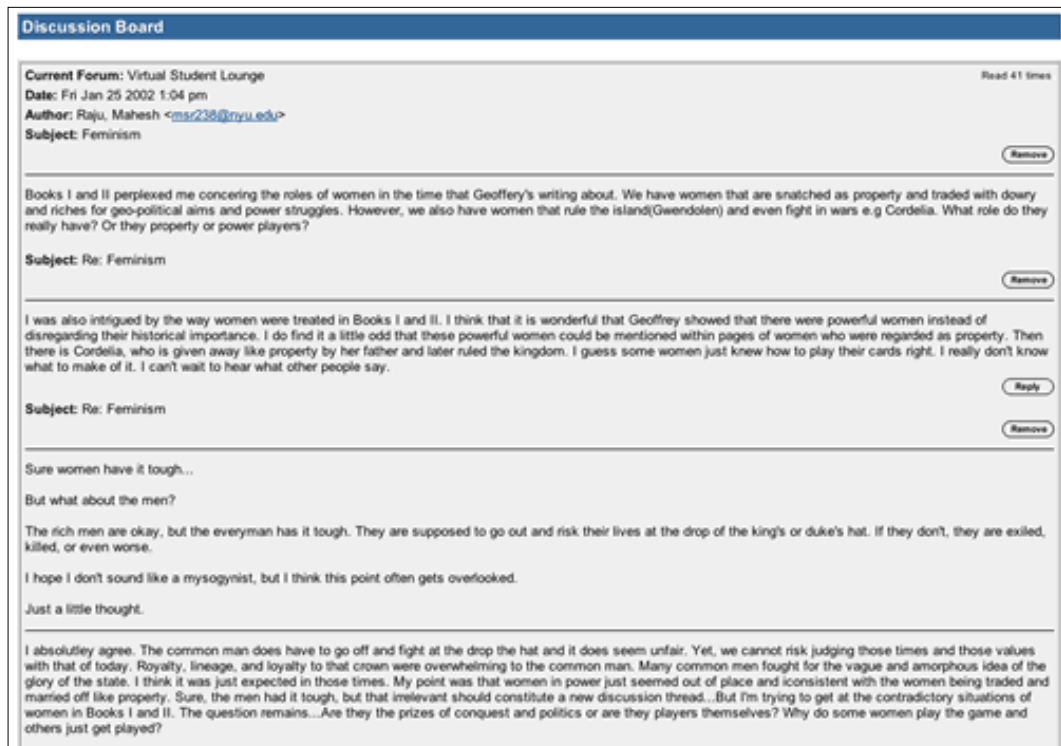 Discussion Board
Current Forum: Virtual Student Lounge
Read 41 times
Date: Fri Jan 25 2002 1:04 pm
Author: Raju, Mahesh <msr238@nyu.edu>
Subject: Feminism
Remove
Books I and II perplexed me concering the roles of women in the time that Geoffery's writing about. We have women that are snatched as property and traded with dowry
and riches for geo-political aims and power struggles. However, we also have women that rule the island(Gwendolen) and even fight in wars e.g Cordelia. What role do they
really have? Or they property or power players?
Subject: Re: Feminism
Remove
I was also intrigued by the way women were treated in Books I and II. I think that it is wonderful that Geoffrey showed that there were powerful women instead of
disregarding their historical importance. I do find it a little odd that these powerful women could be mentioned within pages of women who were regarded as property. Then
there is Cordelia, who is given away like property by her father and later ruled the kingdom. I guess some women just knew how to play their cards right. I really don't know
what to make of it. I can't wait to hear what other people say.
Reply
Subject: Re: Feminism
Remove
Sure women have it tough...
But what about the men?
The rich men are okay, but the everyman has it tough. They are supposed to go out and risk their lives at the drop of the king's or duke's hat. If they don't, they are exiled,
killed, or even worse.
I hope I don't sound like a mysogynist, but I think this point often gets overlooked.
Just a little thought.
I absolutley agree. The common man does have to go off and fight at the drop the hat and it does seem unfair. Yet, we cannot risk judging those times and those values
with that of today. Royalty, lineage, and loyalty to that crown were overwhelming to the common man. Many common men fought for the vague and amorphous idea of the
glory of the state. I think it was just expected in those times. My point was that women in power just seemed out of place and iconsistent with the women being traded and
married off like property. Sure, the men had it tough, but that irrelevant should constitute a new discussion thread...But I'm trying to get at the contradictory situations of
women in Books I and II. The question remains...Are they the prizes of conquest and politics or are they players themselves? Why do some women play the game and
others just get played?